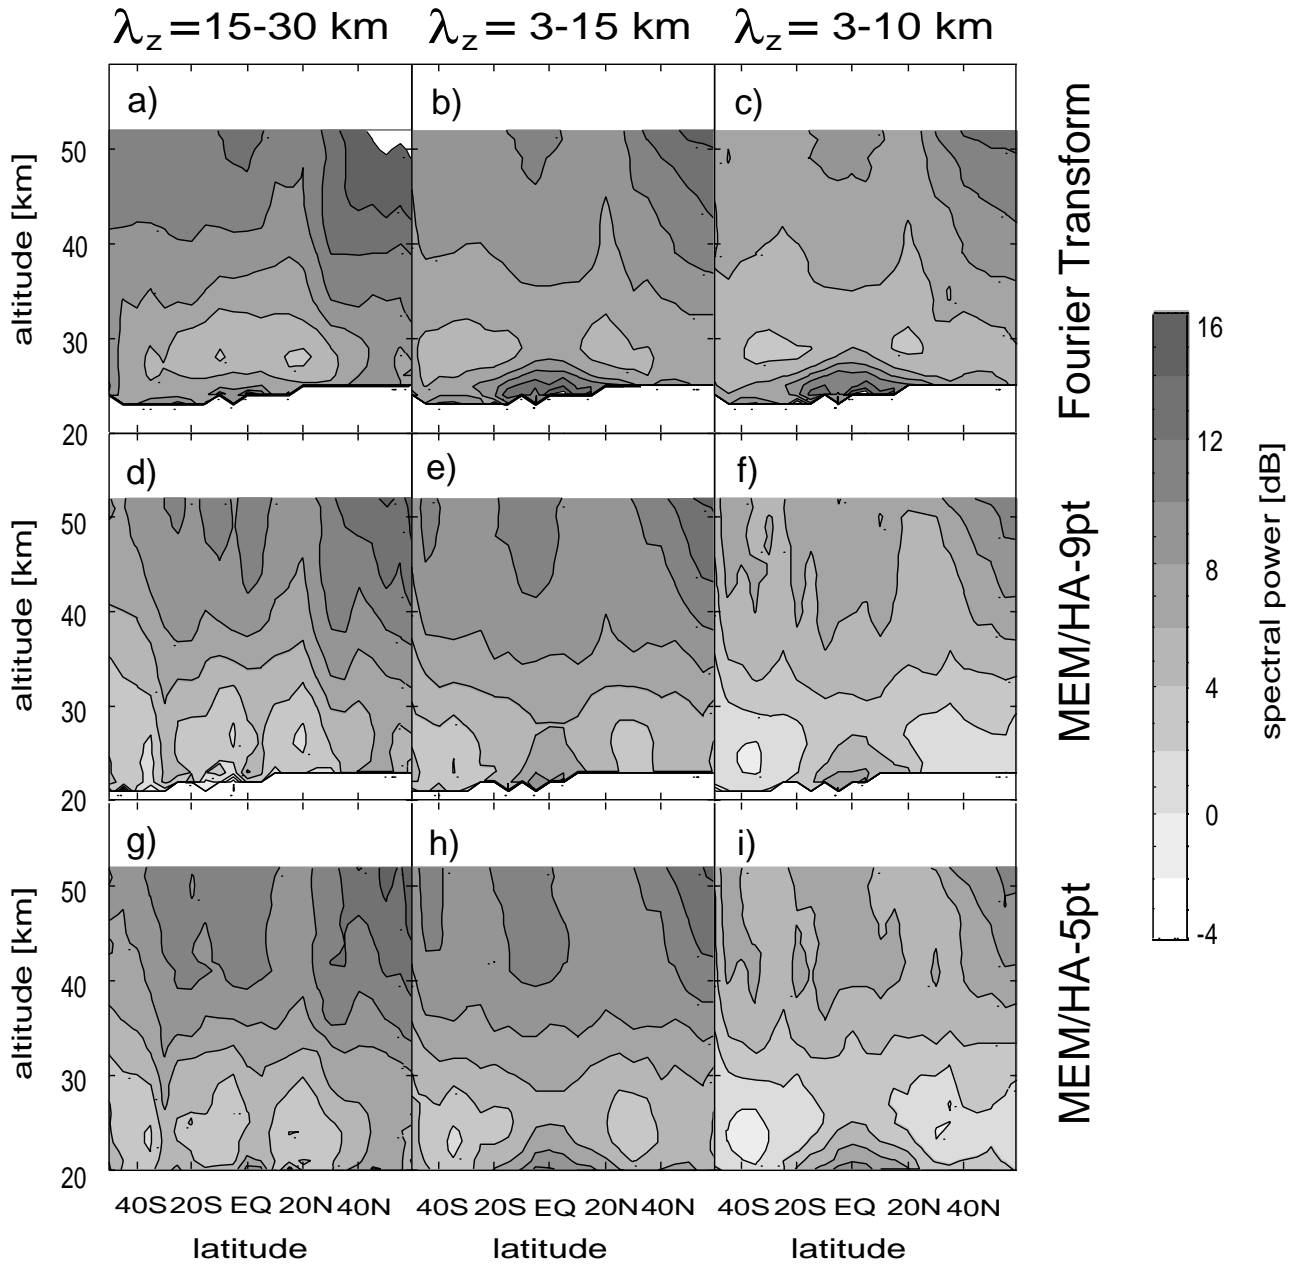 λz = 15-30 km
λz = 3-15 km
λz = 3-10 km
a)
b)
c)
50
40
30
20
altitude [km]
Fourier Transform
d)
e)
f)
50
40
30
20
altitude [km]
MEM/HA-9pt
g)
h)
i)
50
40
30
20
altitude [km]
MEM/HA-5pt
40S 20S EQ 20N 40N
40S 20S EQ 20N 40N
40S 20S EQ 20N 40N
latitude
latitude
latitude
16
12
8
4
0
-4
spectral power [dB]